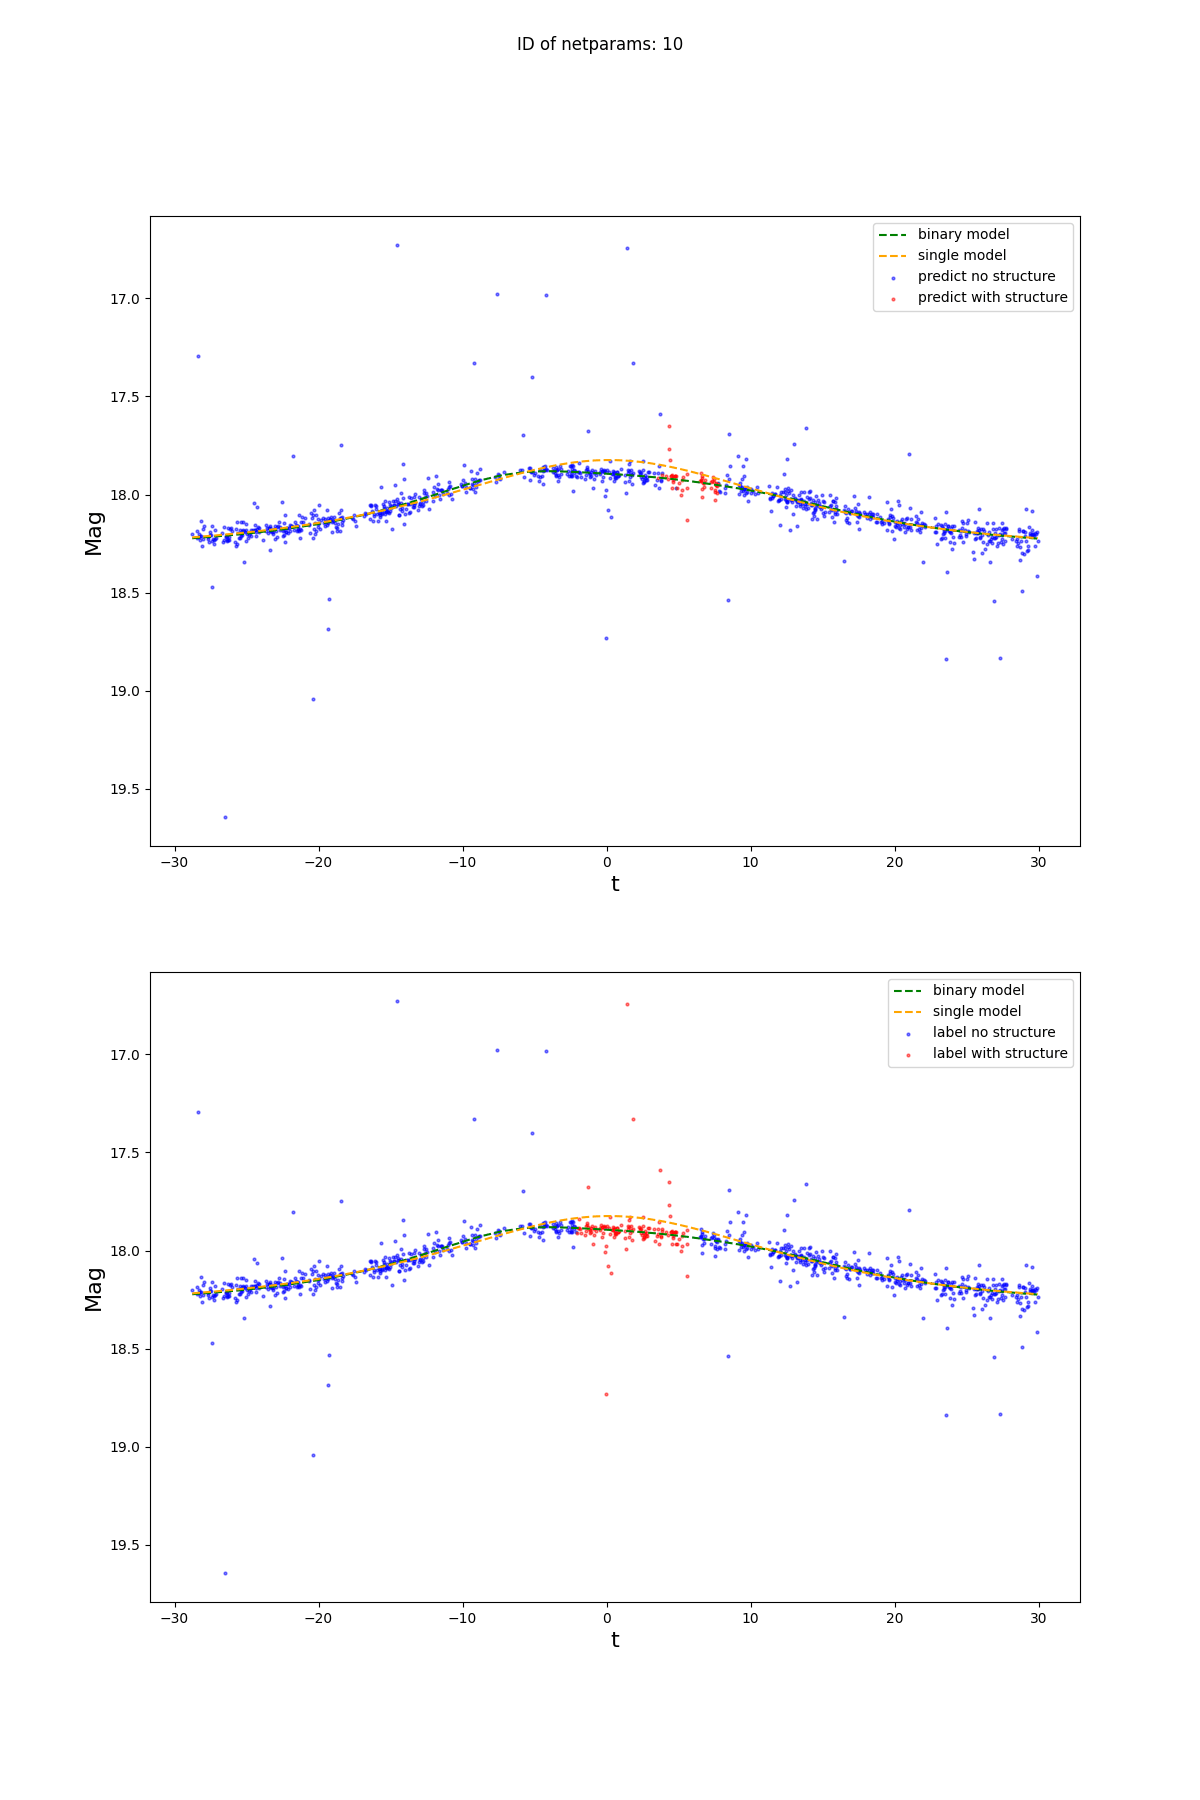 ID of netparams: 10
binary model
single model
predict no structure
predict with structure
17.0
17.5
18.0
18.5
19.0
19.5
Mag
−30
−20
−10
0
10
20
30
t
binary model
single model
label no structure
label with structure
17.0
17.5
18.0
18.5
19.0
19.5
Mag
−30
−20
−10
0
10
20
30
t